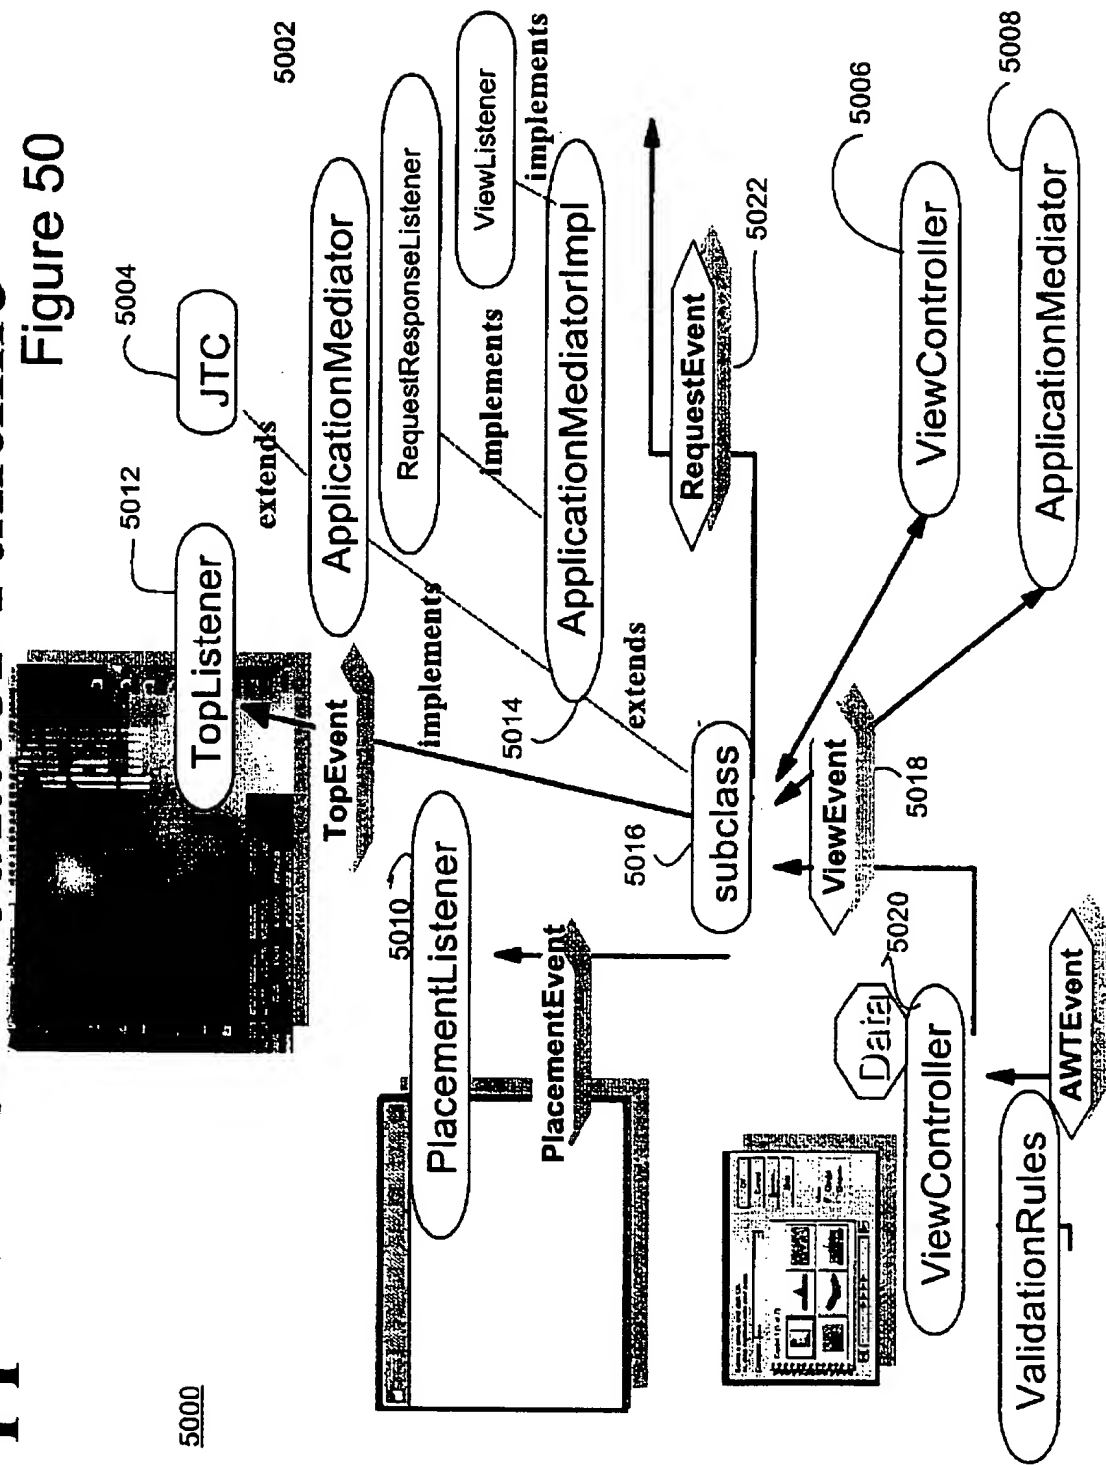 Figure 50
5000
5002
5004
JTC
extends
5012
TopListener
ApplicationMediator
RequestResponseListener
ViewListener
implements
implements
implements
TopEvent
ApplicationMediatorImpl
5014
extends
5010
PlacementListener
PlacementEvent
5016
subclass
RequestEvent
5022
ViewEvent
5018
5006
ViewController
5008
ApplicationMediator
Data
5020
ViewController
AWTEvent
ValidationRules